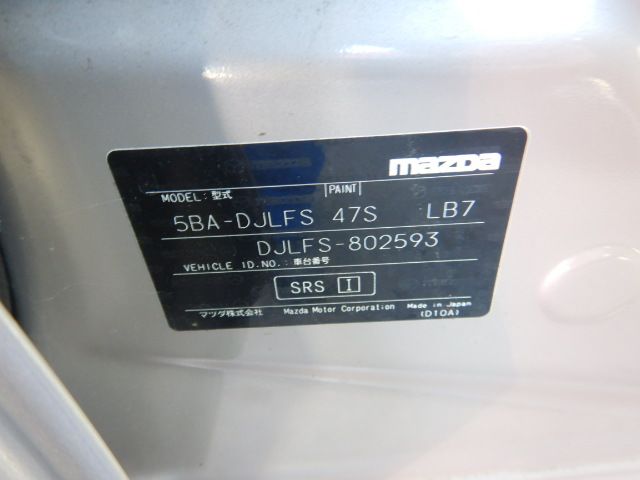 mazda
MODEL:型式 PAINT
5BA-DJLFS 47S LB7
DJLFS-802593
VEHICLE ID.NO.:車台番号
SRS I
マツダ株式会社 Mazda Motor Corporation Made in Japan
(D10A)